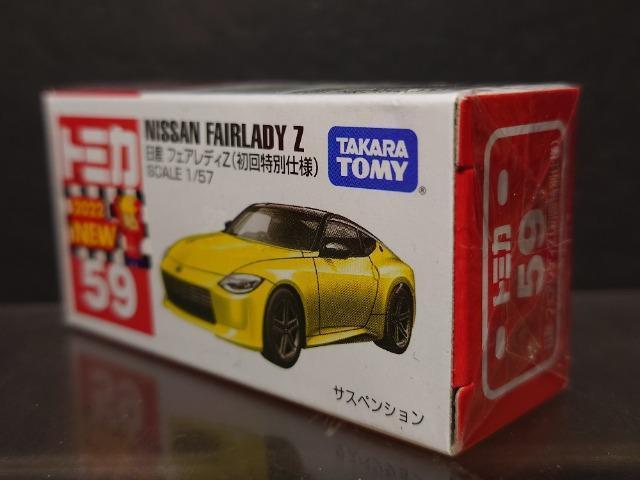 トミカ
2022
NEW
59
NISSAN FAIRLADY Z
日産 フェアレディZ(初回特別仕様)
SCALE 1/57
TAKARA
TOMY
®
サスペンション
トミカ
59